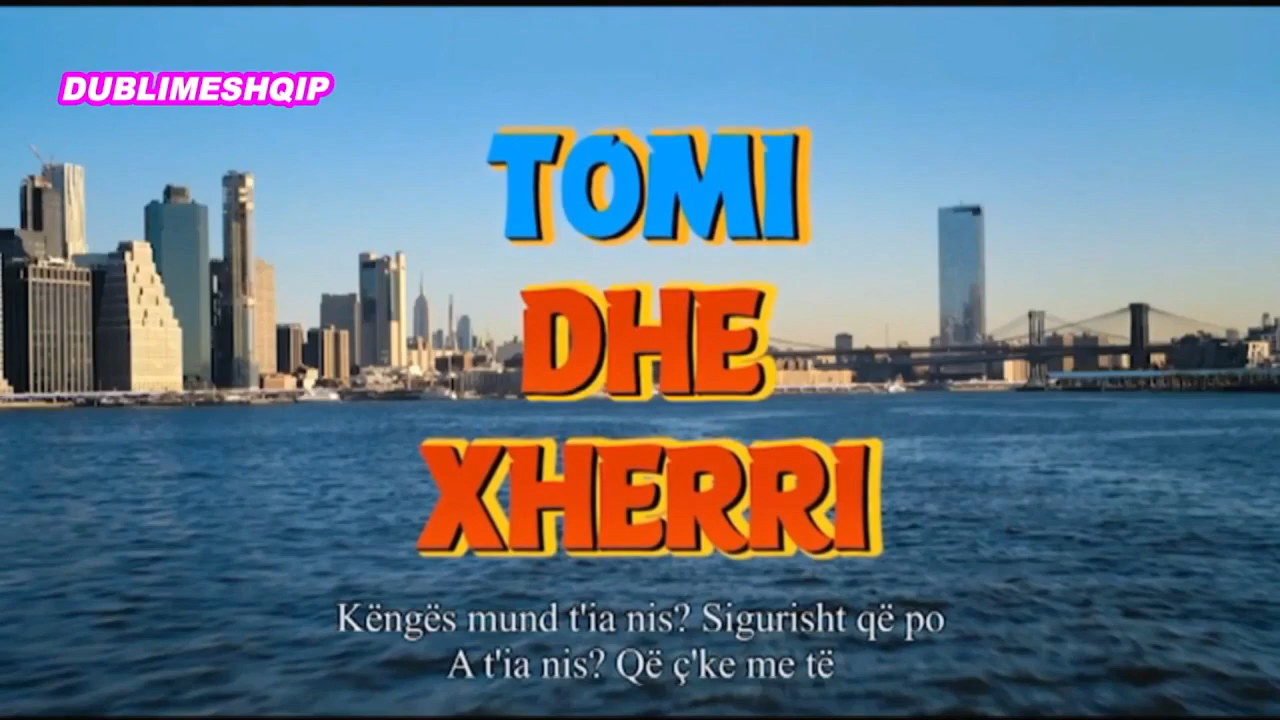 DUBLIMESHQIP
TOMI
DHE
XHERRI
Këngës mund t'ia nis? Sigurisht që po
A t'ia nis? Që ç'ke me të